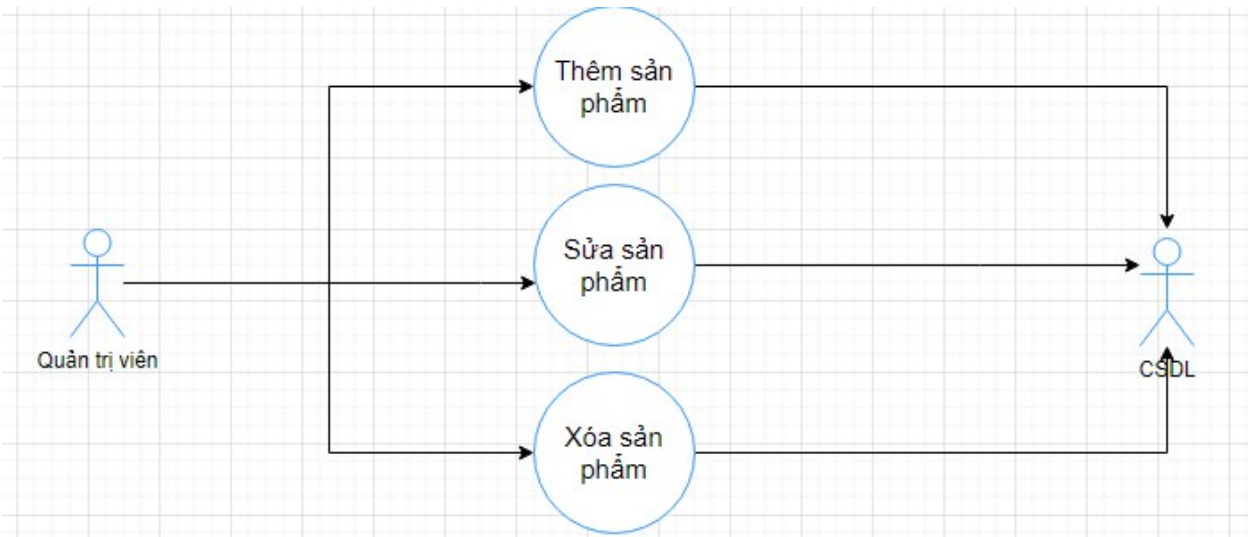 Thêm sản
phẩm
Sửa sản
phẩm
Quản trị viên
CSDL
Xóa sản
phẩm